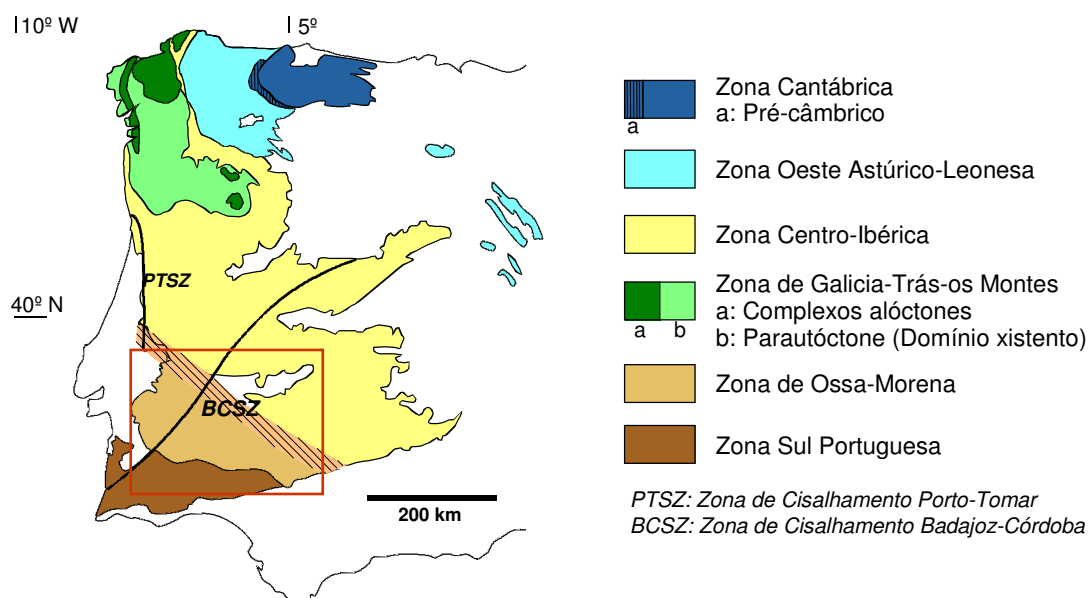 10º W
5º
40º N
PTSZ
BCSZ
200 km
Zona Cantábrica
a: Pré-câmbrico
a
Zona Oeste Astúrico-Leonesa
Zona Centro-Ibérica
Zona de Galicia-Trás-os Montes
a: Complexos alóctones
b: Parautóctone (Domínio xistento)
a b
Zona de Ossa-Morena
Zona Sul Portuguesa
PTSZ: Zona de Cisalhamento Porto-Tomar
BCSZ: Zona de Cisalhamento Badajoz-Córdoba